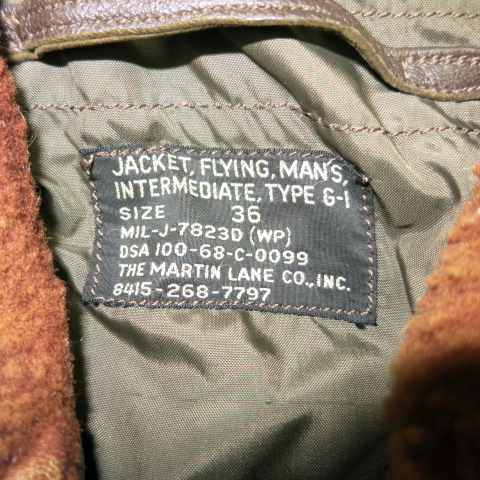 JACKET, FLYING, MAN'S,
INTERMEDIATE, TYPE G-1
SIZE 36
MIL-J-7823D (WP)
DSA 100-68-C-0099
THE MARTIN LANE CO., INC.
8415-268-7797